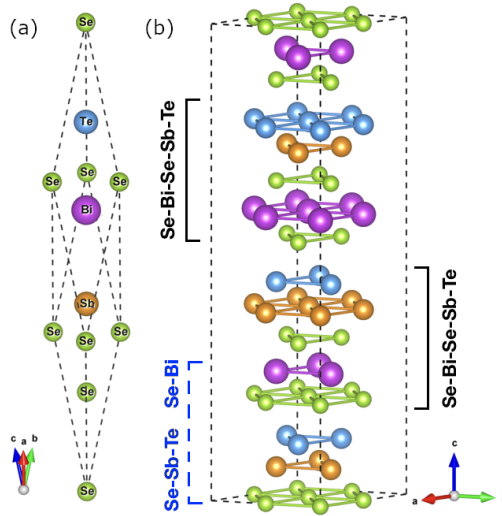 (a)
(b)
Se
Te
Se
Se
Se
Bi
Sb
Se
Se
Se
Se
Se
c a b
Se-Bi-Se-Sb-Te
Se-Bi-Se-Sb-Te
Se-Bi
Se-Sb-Te
c
a